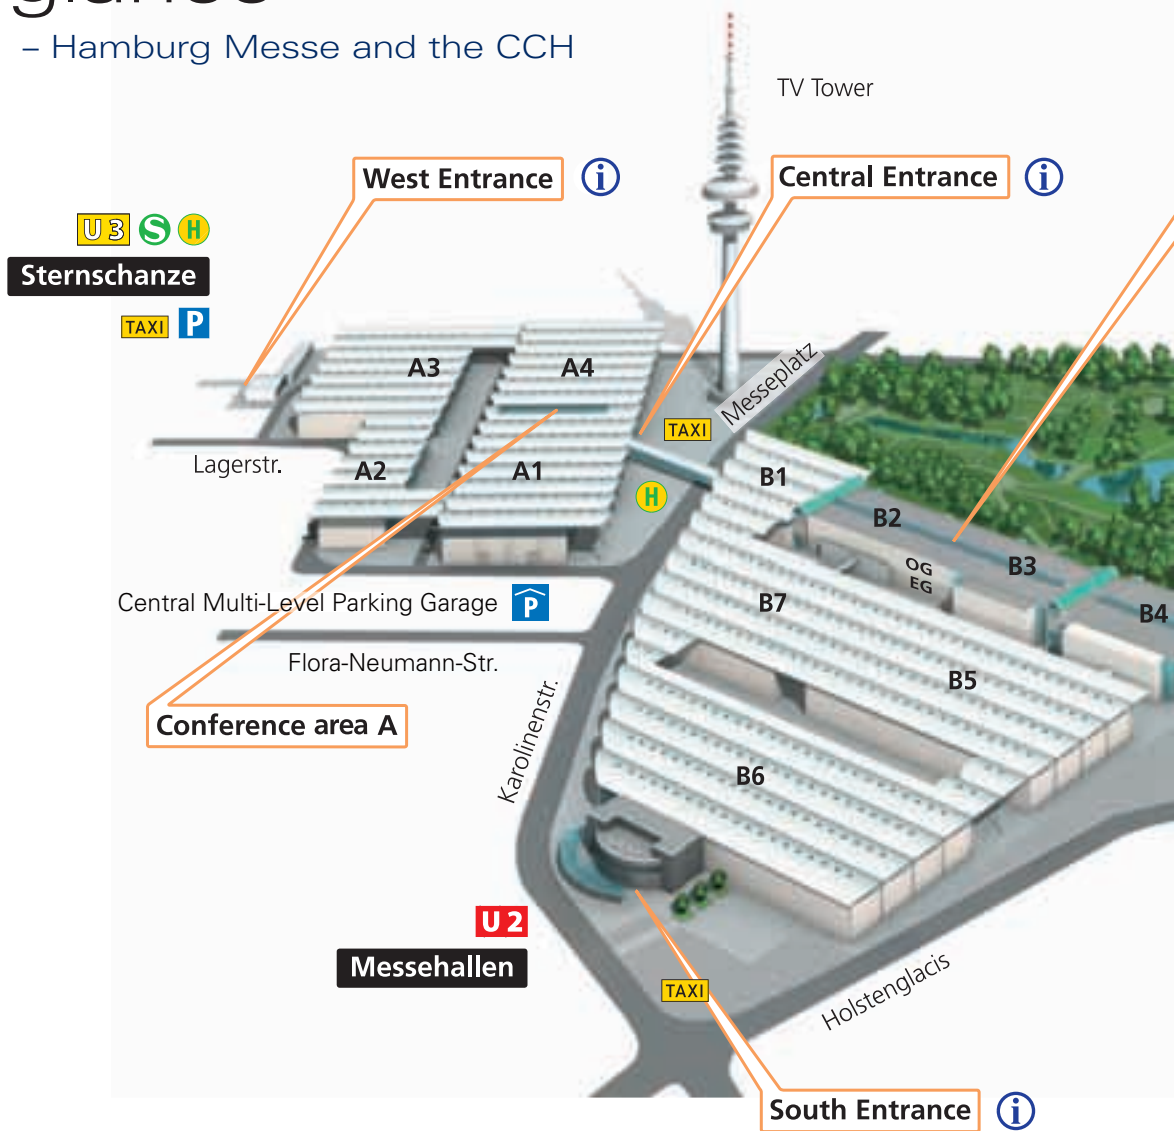 – Hamburg Messe and the CCH
TV Tower
West Entrance i
Central Entrance i
U3 S H
Sternschanze
TAXI P
A3
A4
Messeplatz
TAXI
Lagerstr.
A2
A1
B1
H
B2
OG
EG
B3
B4
Central Multi-Level Parking Garage P
B7
Flora-Neumann-Str.
B5
Conference area A
Karolinenstr.
B6
U2
Messehallen
TAXI
Holstenglacis
South Entrance i